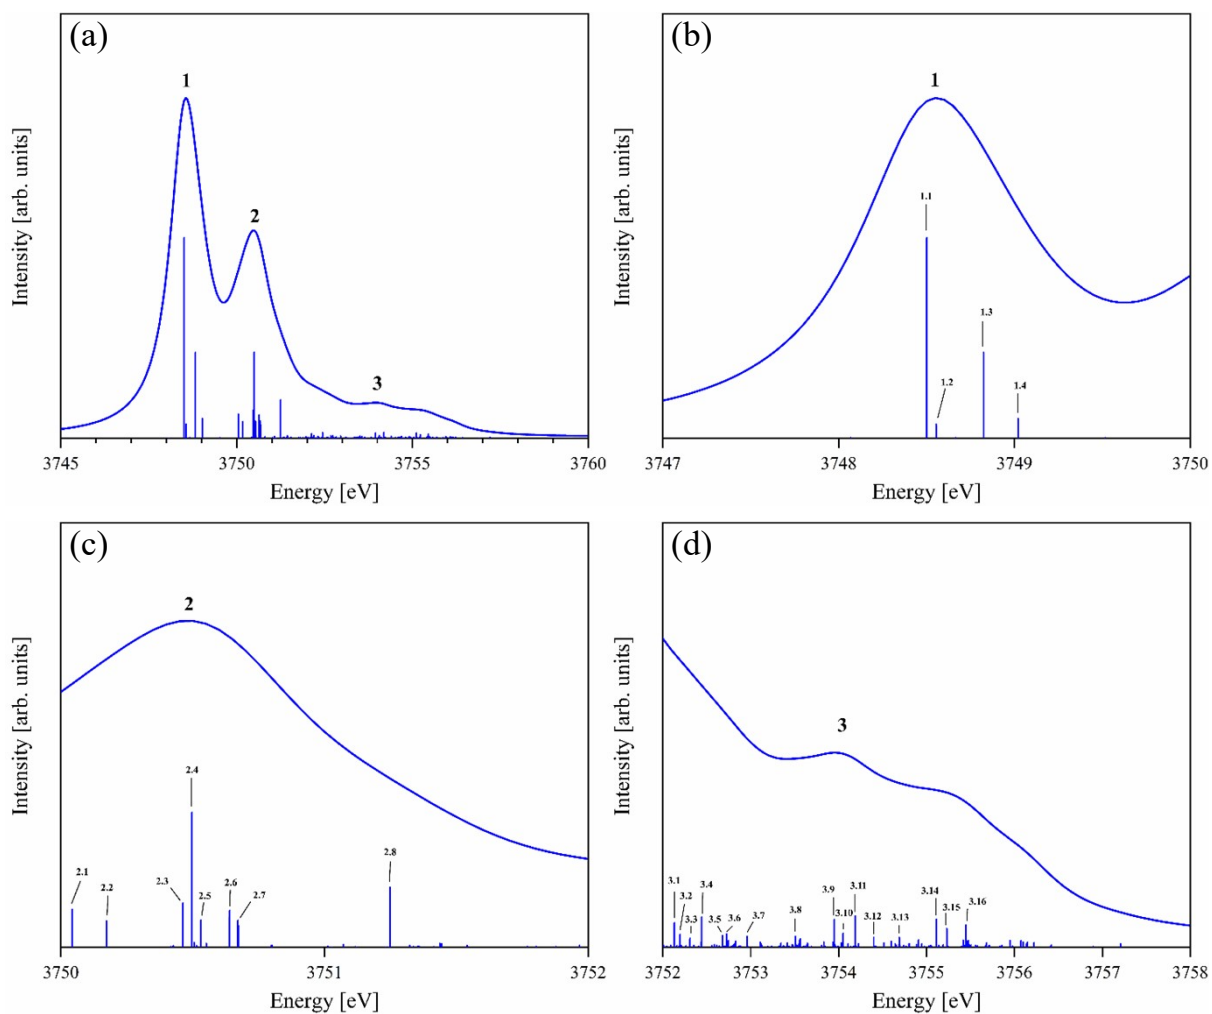 (a)
1
2
3
Intensity [arb. units]
3745 3750 3755 3760
Energy [eV]
(b)
1
1.1
1.2
1.3
1.4
Intensity [arb. units]
3747 3748 3749 3750
Energy [eV]
(c)
2
2.1
2.2
2.3
2.4
2.5
2.6
2.7
2.8
Intensity [arb. units]
3750 3751 3752
Energy [eV]
(d)
3
3.1
3.2
3.3
3.4
3.5
3.6
3.7
3.8
3.9
3.10
3.11
3.12
3.13
3.14
3.15
3.16
Intensity [arb. units]
3752 3753 3754 3755 3756 3757 3758
Energy [eV]